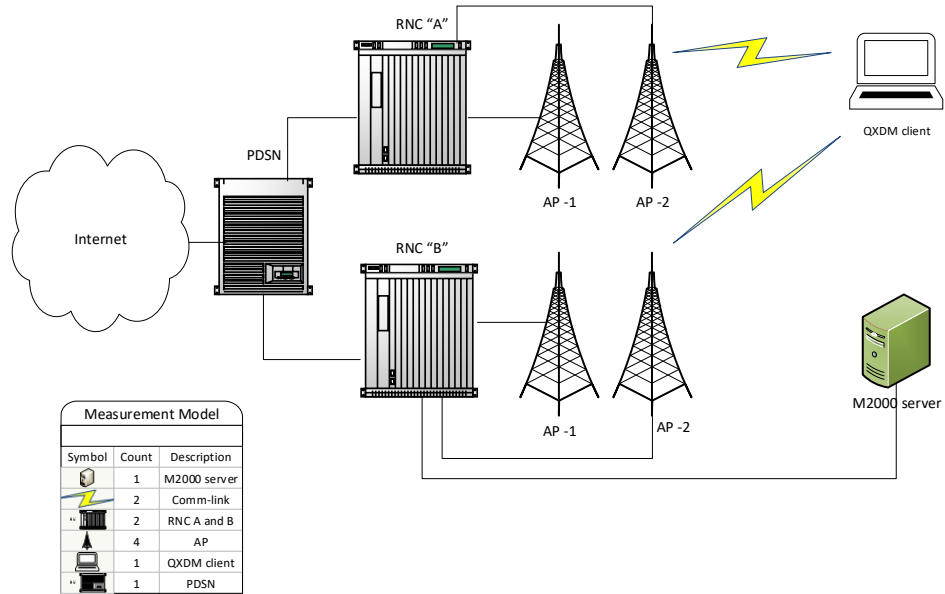 RNC “A”
PDSN
QXDM client
AP -1
AP -2
Internet
RNC “B”
M2000 server
AP -1
AP -2
Measurement Model
Symbol Count Description
1 M2000 server
2 Comm-link
2 RNC A and B
4 AP
1 QXDM client
1 PDSN